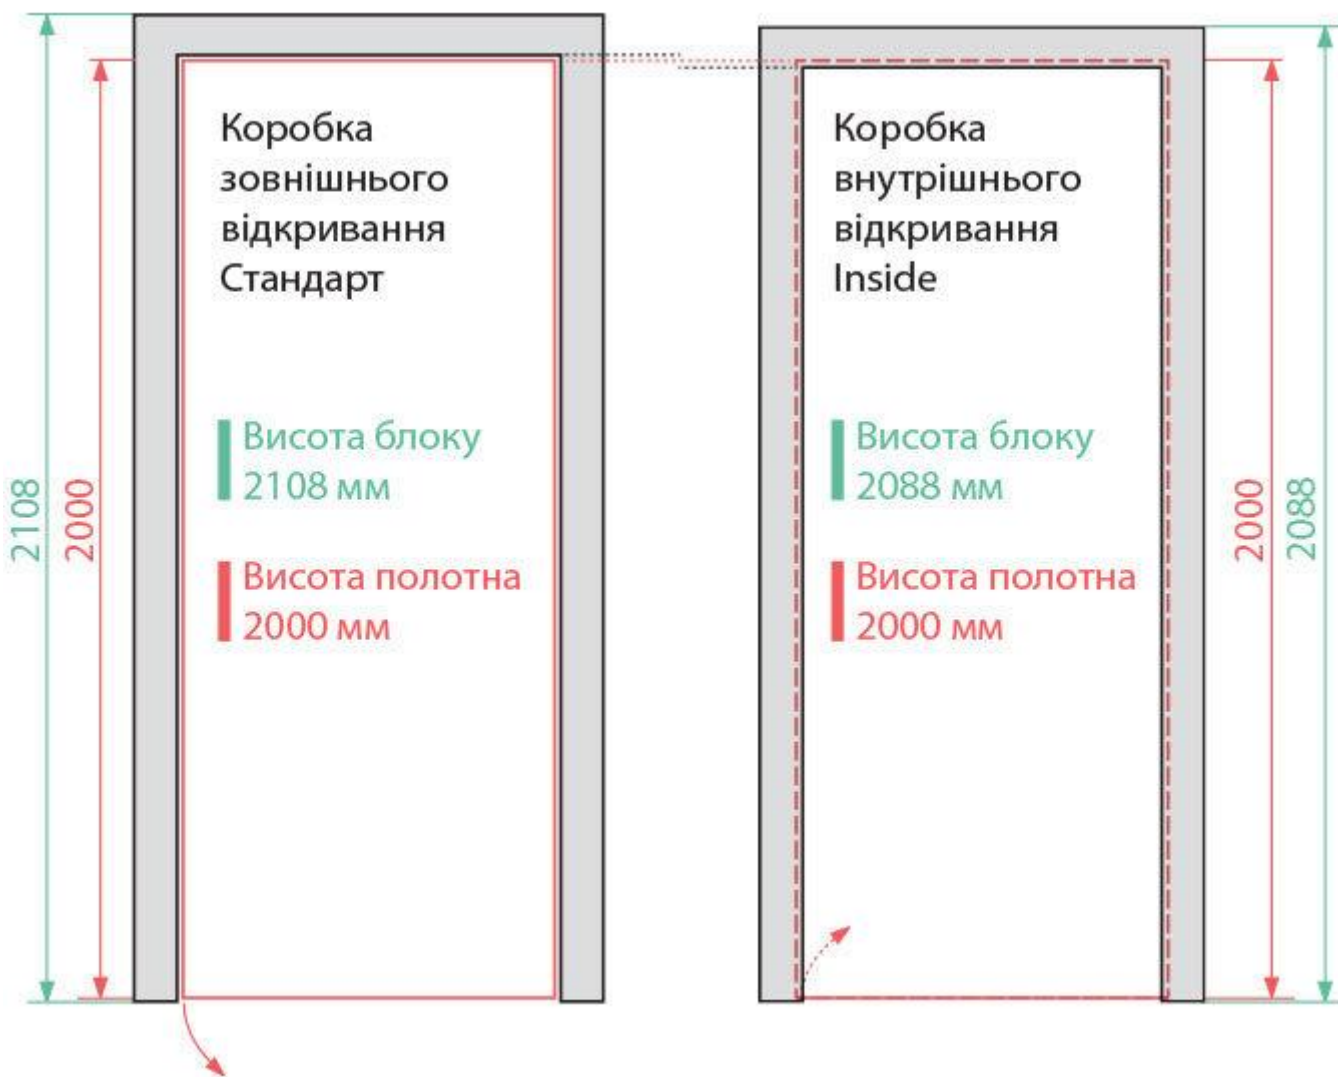 Коробка
зовнішнього
відкривання
Стандарт
Висота блоку
2108 мм
Висота полотна
2000 мм
2108
2000
Коробка
внутрішнього
відкривання
Inside
Висота блоку
2088 мм
Висота полотна
2000 мм
2000
2088